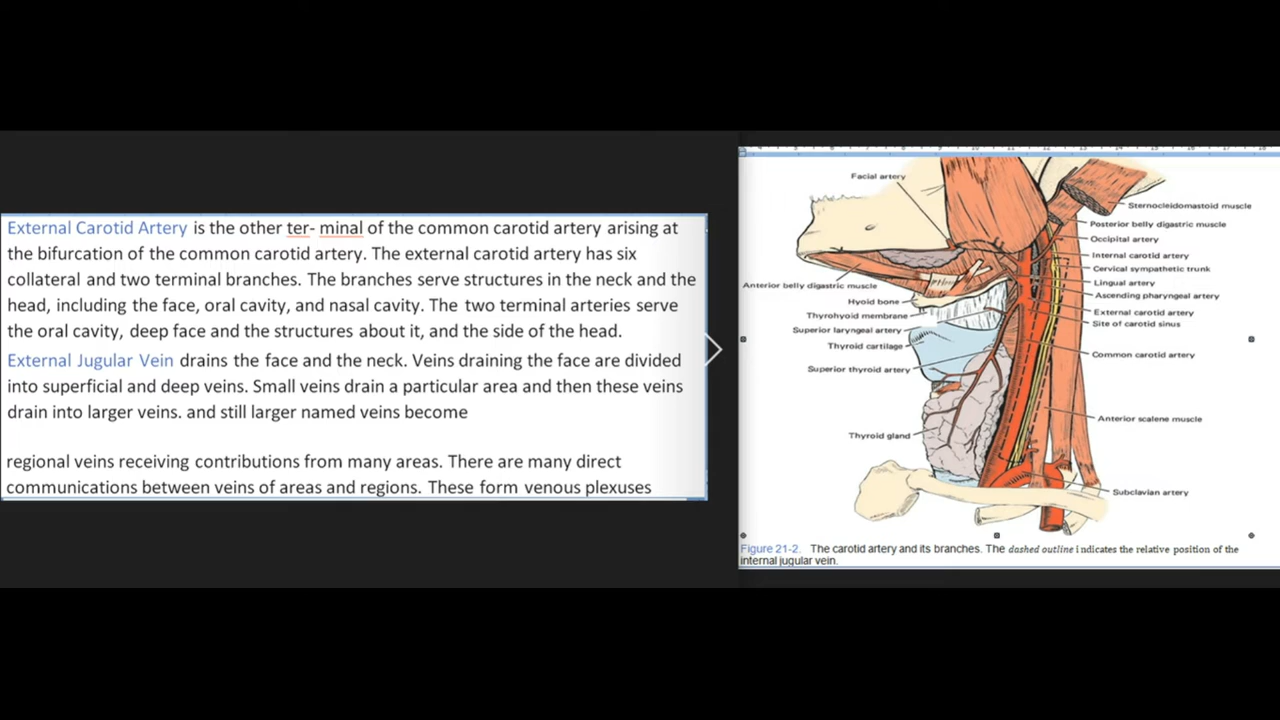 External Carotid Artery is the other ter- minal of the common carotid artery arising at
the bifurcation of the common carotid artery. The external carotid artery has six
collateral and two terminal branches. The branches serve structures in the neck and the
head, including the face, oral cavity, and nasal cavity. The two terminal arteries serve
the oral cavity, deep face and the structures about it, and the side of the head.
External Jugular Vein drains the face and the neck. Veins draining the face are divided
into superficial and deep veins. Small veins drain a particular area and then these veins
drain into larger veins. and still larger named veins become
regional veins receiving contributions from many areas. There are many direct
communications between veins of areas and regions. These form venous plexuses
Facial artery
Anterior belly digastric muscle
Hyoid bone
Thyrohyoid membrane
Superior laryngeal artery
Thyroid cartilage
Superior thyroid artery
Thyroid gland
Sternocleidomastoid muscle
Posterior belly digastric muscle
Occipital artery
Internal carotid artery
Cervical sympathetic trunk
Lingual artery
Ascending pharyngeal artery
External carotid artery
Site of carotid sinus
Common carotid artery
Anterior scalene muscle
Subclavian artery
Figure 21-2. The carotid artery and its branches. The dashed outline indicates the relative position of the
internal jugular vein.